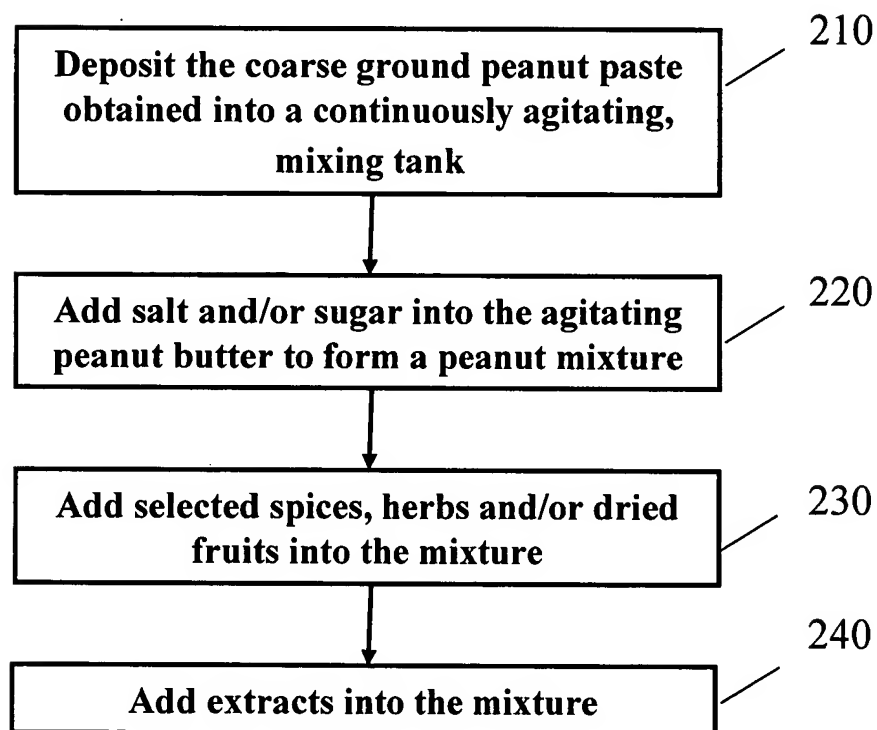 210
Deposit the coarse ground peanut paste
obtained into a continuously agitating,
mixing tank
220
Add salt and/or sugar into the agitating
peanut butter to form a peanut mixture
230
Add selected spices, herbs and/or dried
fruits into the mixture
240
Add extracts into the mixture